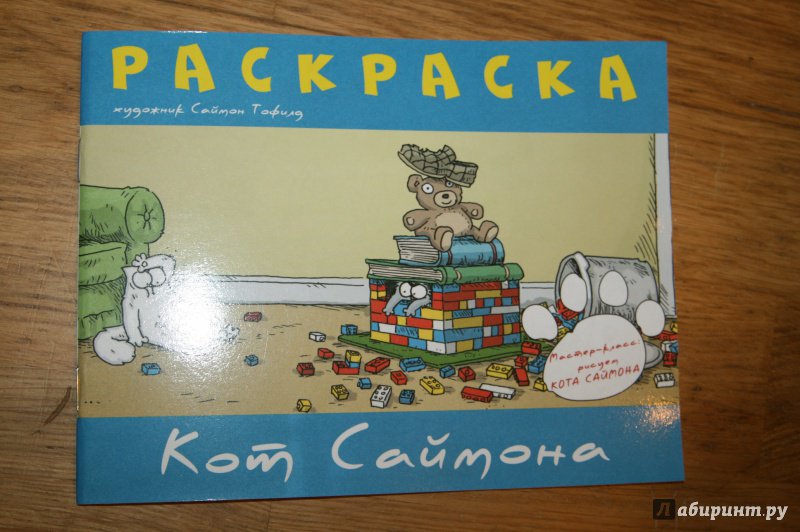 РАСКРАСКА
художник Саймон Тофилд
Мастер-класс:
рисуем
КОТА САЙМОНА
Кот Саймона
Лабиринт.ру